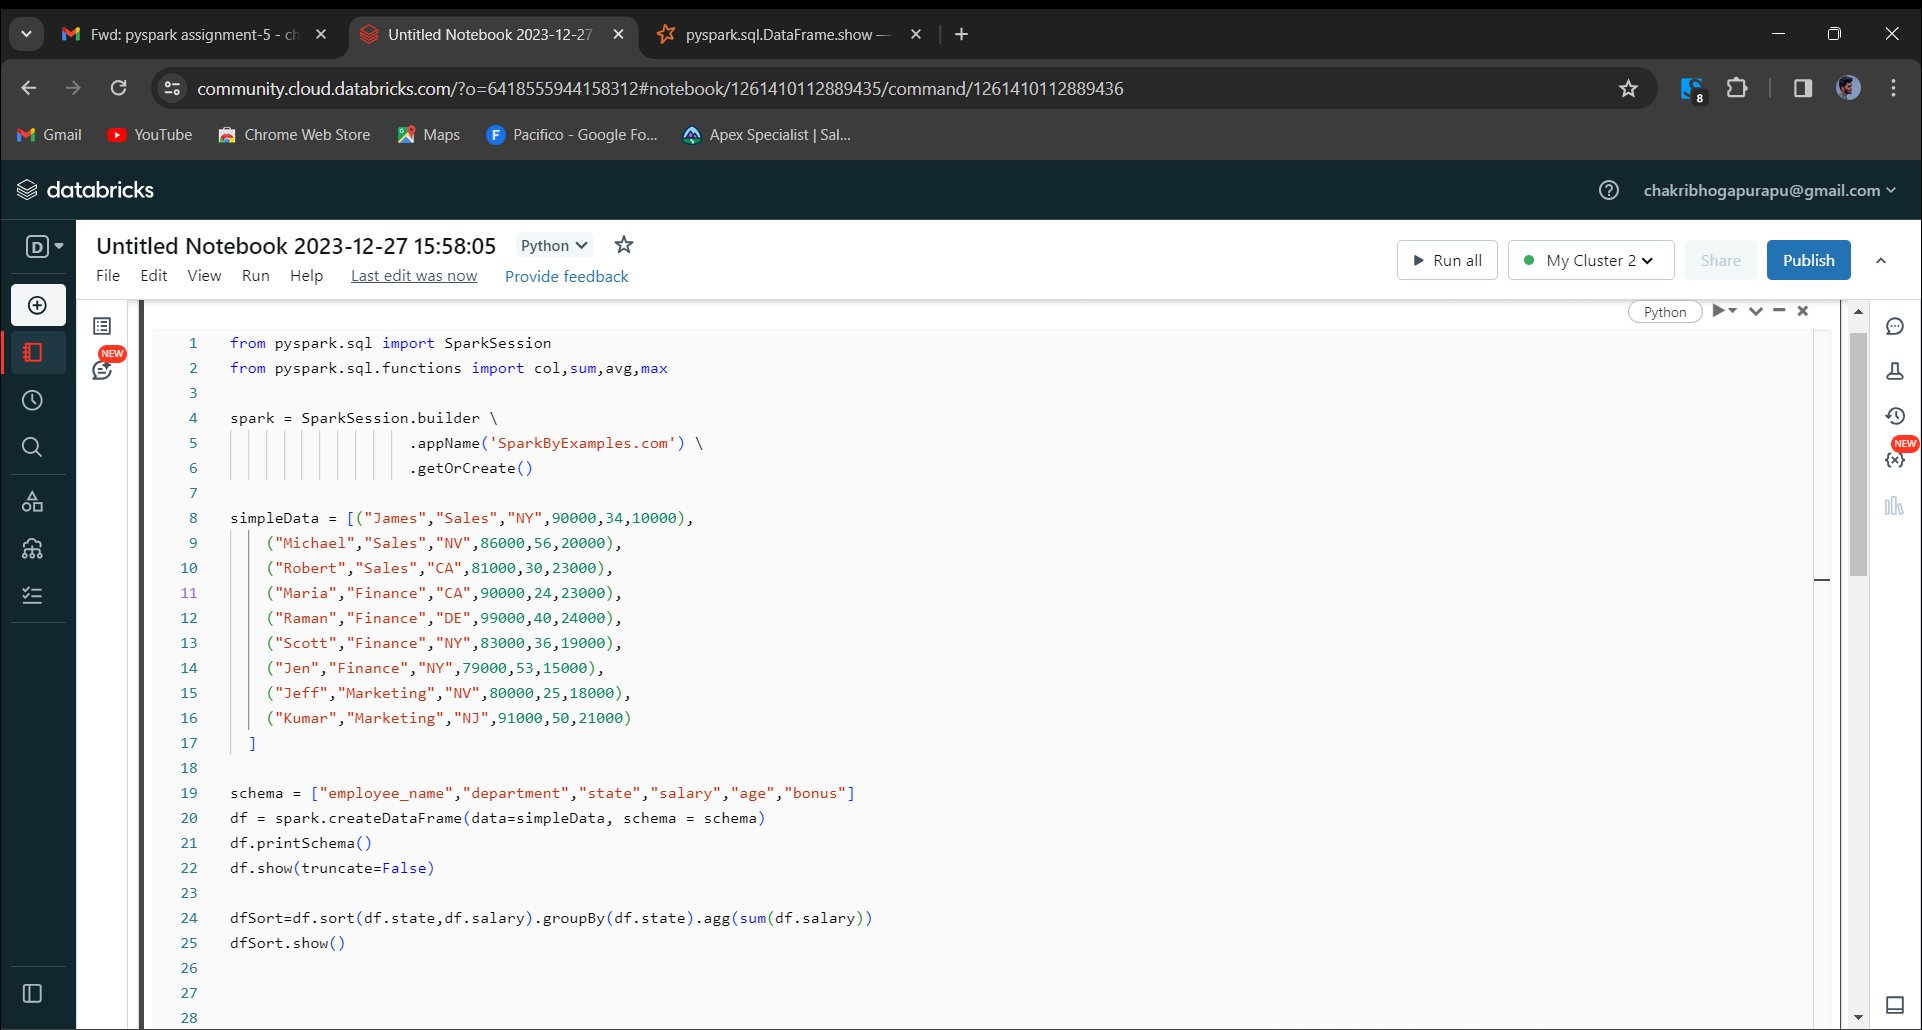 Fwd: pyspark assignment-5 - ch
Untitled Notebook 2023-12-27
pyspark.sql.DataFrame.show —
community.cloud.databricks.com/?o=6418555944158312#notebook/1261410112889435/command/1261410112889436
8
Gmail YouTube Chrome Web Store Maps Pacifico - Google Fo... Apex Specialist | Sal...
databricks
chakribhogapurapu@gmail.com
D
Untitled Notebook 2023-12-27 15:58:05 Python
File Edit View Run Help Last edit was now Provide feedback
Run all My Cluster 2 Share Publish
Python
NEW
NEW
1 from pyspark.sql import SparkSession
2 from pyspark.sql.functions import col,sum,avg,max
3
4 spark = SparkSession.builder \
5 .appName('SparkByExamples.com') \
6 .getOrCreate()
7
8 simpleData = [("James","Sales","NY",90000,34,10000),
9 ("Michael","Sales","NV",86000,56,20000),
10 ("Robert","Sales","CA",81000,30,23000),
11 ("Maria","Finance","CA",90000,24,23000),
12 ("Raman","Finance","DE",99000,40,24000),
13 ("Scott","Finance","NY",83000,36,19000),
14 ("Jen","Finance","NY",79000,53,15000),
15 ("Jeff","Marketing","NV",80000,25,18000),
16 ("Kumar","Marketing","NJ",91000,50,21000)
17 ]
18
19 schema = ["employee_name","department","state","salary","age","bonus"]
20 df = spark.createDataFrame(data=simpleData, schema = schema)
21 df.printSchema()
22 df.show(truncate=False)
23
24 dfSort=df.sort(df.state,df.salary).groupBy(df.state).agg(sum(df.salary))
25 dfSort.show()
26
27
28